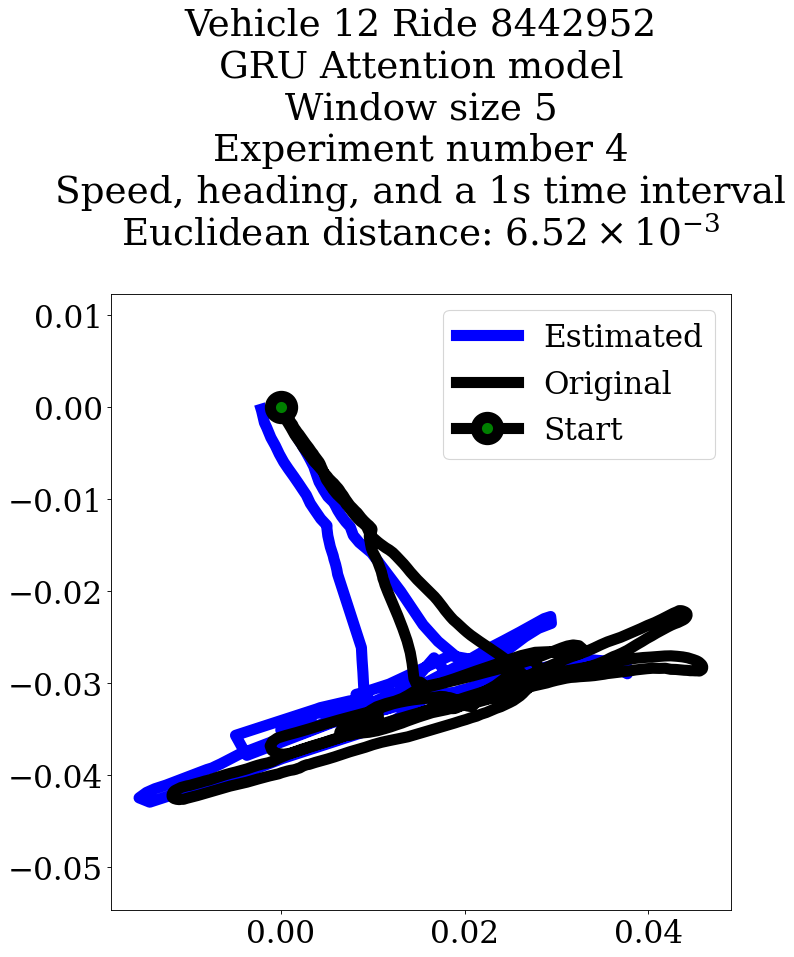 Vehicle 12 Ride 8442952
GRU Attention model
Window size 5
Experiment number 4
Speed, heading, and a 1s time interval
Euclidean distance: 6.52 × 10⁻³
Estimated
Original
Start
0.01
0.00
−0.01
−0.02
−0.03
−0.04
−0.05
0.00 0.02 0.04